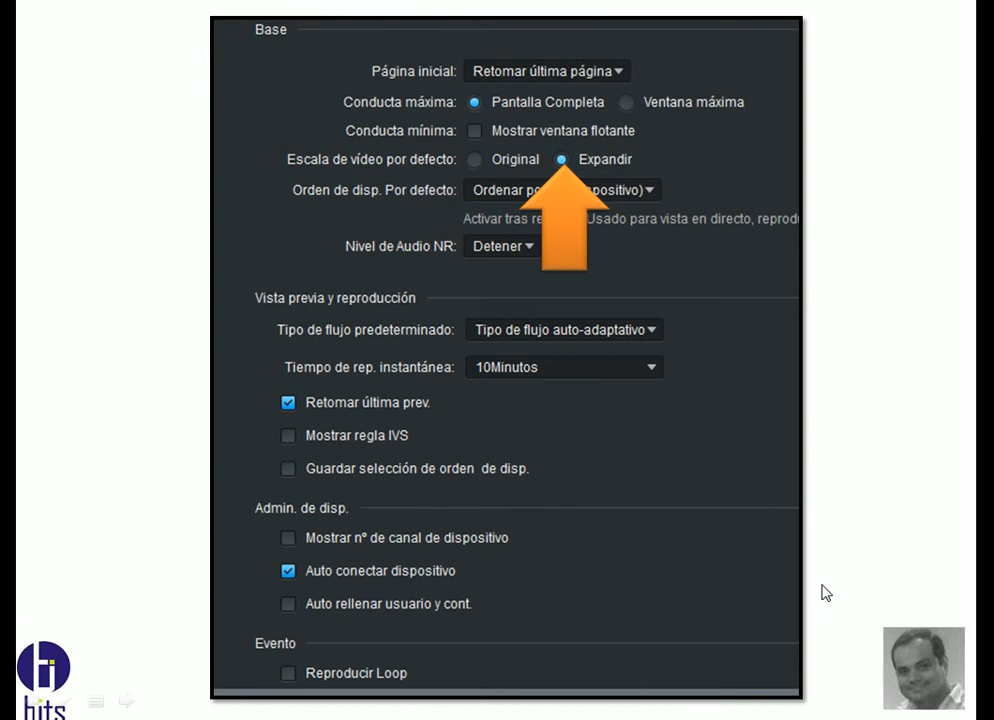 Base
Página inicial: Retomar última página
Conducta máxima: Pantalla Completa Ventana máxima
Conducta mínima: Mostrar ventana flotante
Escala de vídeo por defecto: Original Expandir
Orden de disp. Por defecto: Ordenar positivo)
Activar tras Usado para vista en directo,
Nivel de Audio NR: Detener
Vista previa y reproducción
Tipo de flujo predeterminado: Tipo de flujo auto-adaptativo
Tiempo de rep. instantánea: 10Minutos
Retomar última prev.
Mostrar regla IVS
Guardar selección de orden de disp.
Admin. de disp.
Mostrar nº de canal de dispositivo
Auto conectar dispositivo
Auto rellenar usuario y cont.
Evento
Reproducir Loop
hi
hits